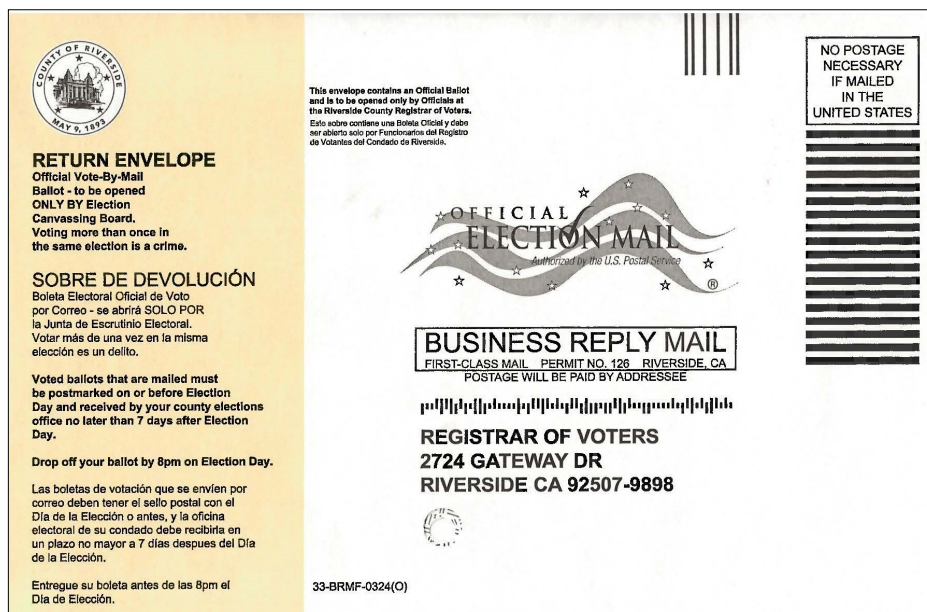 COUNTY OF RIVERSIDE
MAY 9, 1893
RETURN ENVELOPE
Official Vote-By-Mail
Ballot - to be opened
ONLY BY Election
Canvassing Board.
Voting more than once in
the same election is a crime.
SOBRE DE DEVOLUCIÓN
Boleta Electoral Oficial de Voto
por Correo - se abrirá SOLO POR
la Junta de Escrutinio Electoral.
Votar más de una vez en la misma
elección es un delito.
Voted ballots that are mailed must
be postmarked on or before Election
Day and received by your county elections
office no later than 7 days after Election
Day.
Drop off your ballot by 8pm on Election Day.
Las boletas de votación que se envíen por
correo deben tener el sello postal con el
Día de la Elección o antes, y la oficina
electoral de su condado debe recibirla en
un plazo no mayor a 7 días despues del Día
de la Elección.
Entregue su boleta antes de las 8pm el
Día de Elección.
This envelope contains an Official Ballot
and is to be opened only by Officials at
the Riverside County Registrar of Voters.
Esto sobre contiene una Boleta Oficial y debe
ser abierto solo por Funcionarios del Registro
de Votantes del Condado de Riverside.
OFFICIAL
ELECTION MAIL
Authorized by the U.S. Postal Service
®
NO POSTAGE
NECESSARY
IF MAILED
IN THE
UNITED STATES
BUSINESS REPLY MAIL
FIRST-CLASS MAIL PERMIT NO. 126 RIVERSIDE, CA
POSTAGE WILL BE PAID BY ADDRESSEE
REGISTRAR OF VOTERS
2724 GATEWAY DR
RIVERSIDE CA 92507-9898
33-BRMF-0324(O)